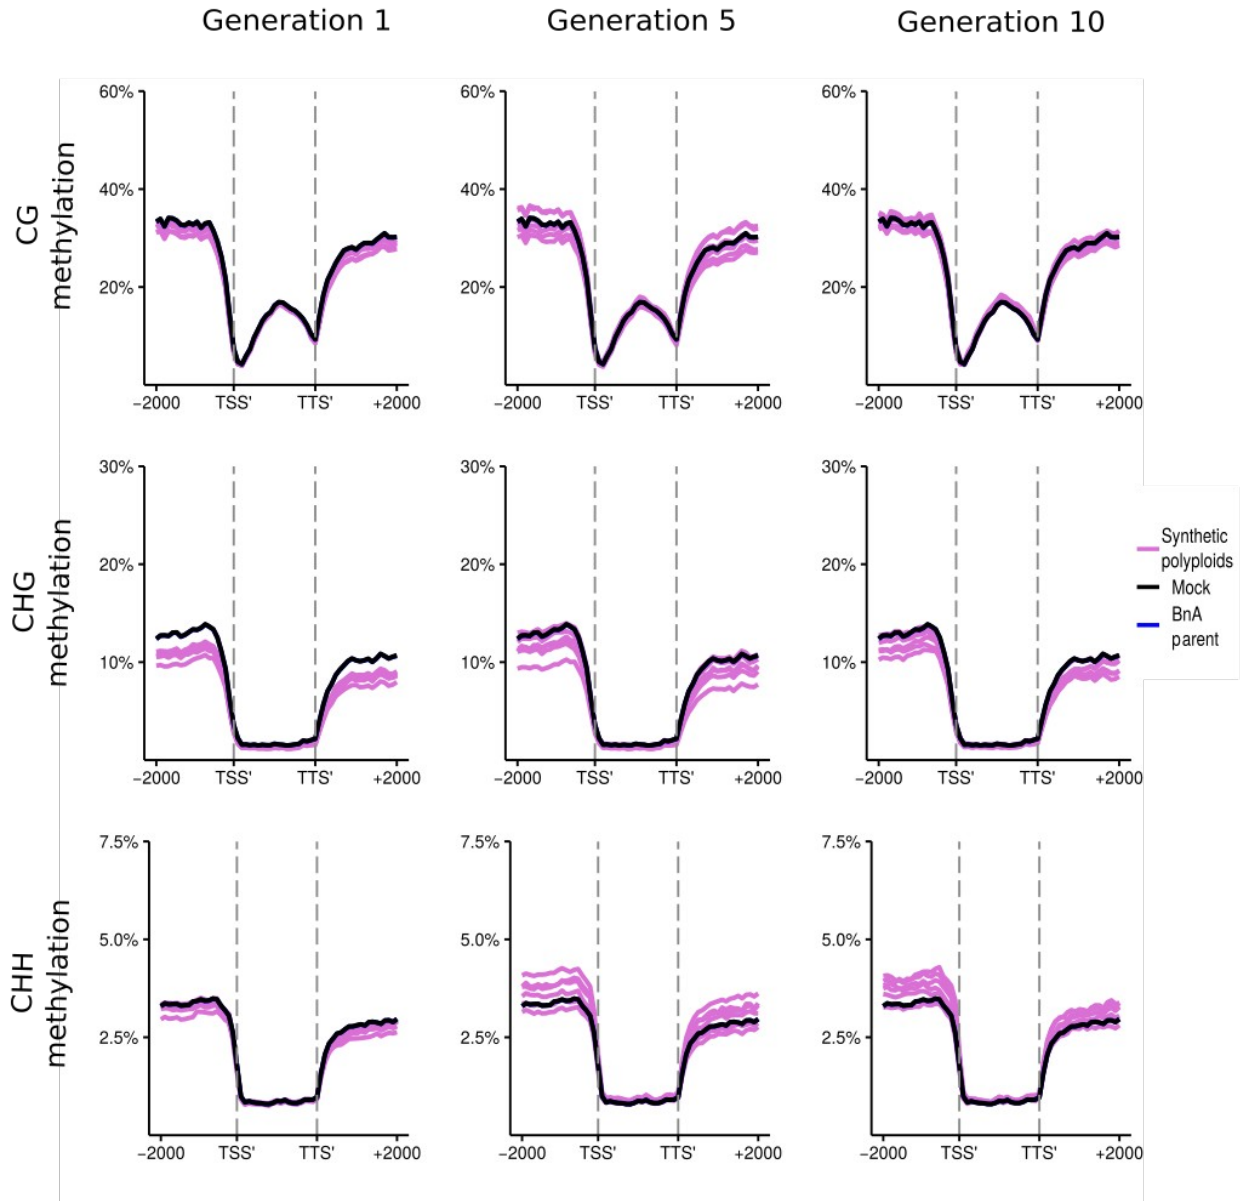 Generation 1 Generation 5 Generation 10
CG
methylation
60% 60% 60%
40% 40% 40%
20% 20% 20%
−2000 TSS' TTS' +2000 −2000 TSS' TTS' +2000 −2000 TSS' TTS' +2000
CHG
methylation
30% 30% 30%
20% 20% 20%
10% 10% 10%
−2000 TSS' TTS' +2000 −2000 TSS' TTS' +2000 −2000 TSS' TTS' +2000
Synthetic
polyploids
Mock
BnA
parent
CHH
methylation
7.5% 7.5% 7.5%
5.0% 5.0% 5.0%
2.5% 2.5% 2.5%
−2000 TSS' TTS' +2000 −2000 TSS' TTS' +2000 −2000 TSS' TTS' +2000